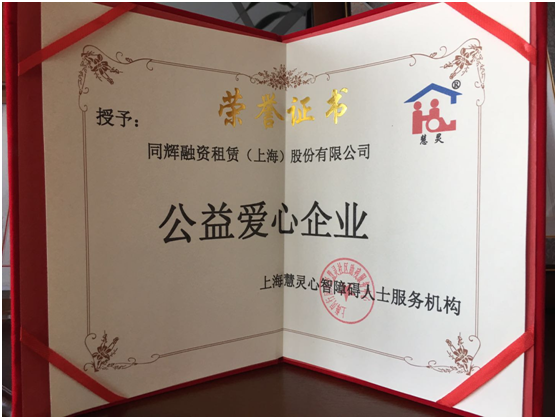 荣誉证书
®
慧灵
授予：
同辉融资租赁（上海）股份有限公司
公益爱心企业
上海慧灵心智障碍人士服务机构